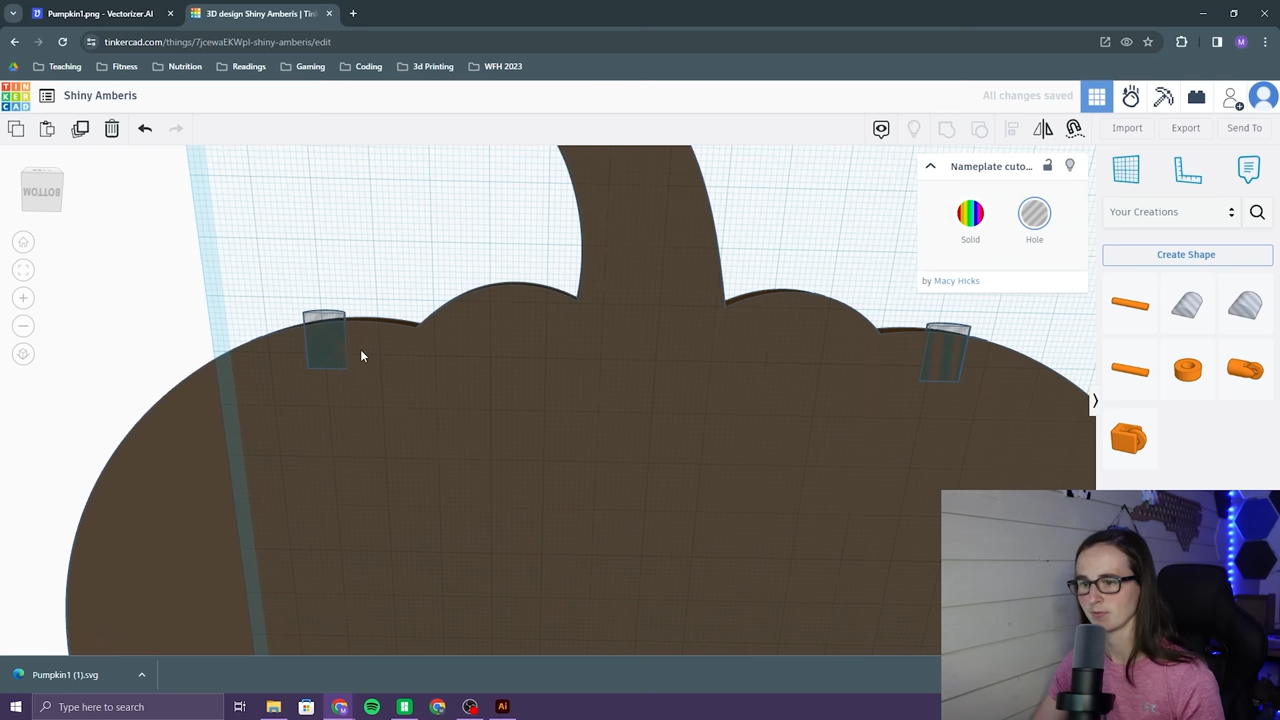 Pumpkin1.png - Vectorizer.AI
3D design Shiny Amberis | Tin
tinkercad.com/things/7jcewaEKWpl-shiny-amberis/edit
Teaching
Fitness
Nutrition
Readings
Gaming
Coding
3d Printing
WFH 2023
TIN
KER
CAD
Shiny Amberis
All changes saved
Import
Export
Send To
BOTTOM
Nameplate cuto...
Solid
Hole
by Macy Hicks
Your Creations
Create Shape
Pumpkin1 (1).svg
Type here to search
Ai